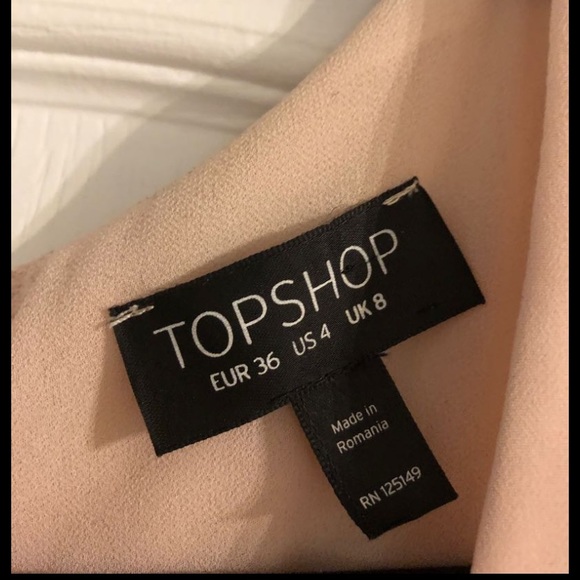 TOPSHOP
EUR 36 US 4 UK 8
Made in
Romania
RN 125149